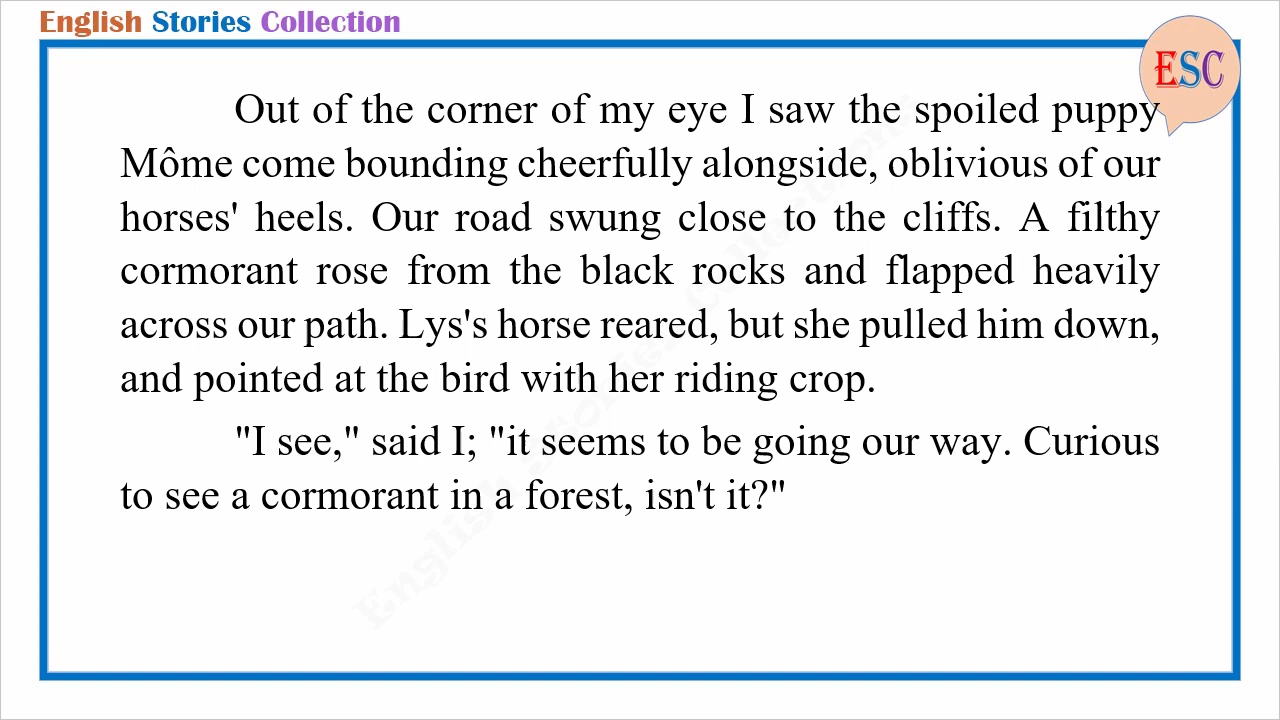 English Stories Collection
ESC
Out of the corner of my eye I saw the spoiled puppy
Môme come bounding cheerfully alongside, oblivious of our
horses' heels. Our road swung close to the cliffs. A filthy
cormorant rose from the black rocks and flapped heavily
across our path. Lys's horse reared, but she pulled him down,
and pointed at the bird with her riding crop.
"I see," said I; "it seems to be going our way. Curious
to see a cormorant in a forest, isn't it?"
English Stories Collection